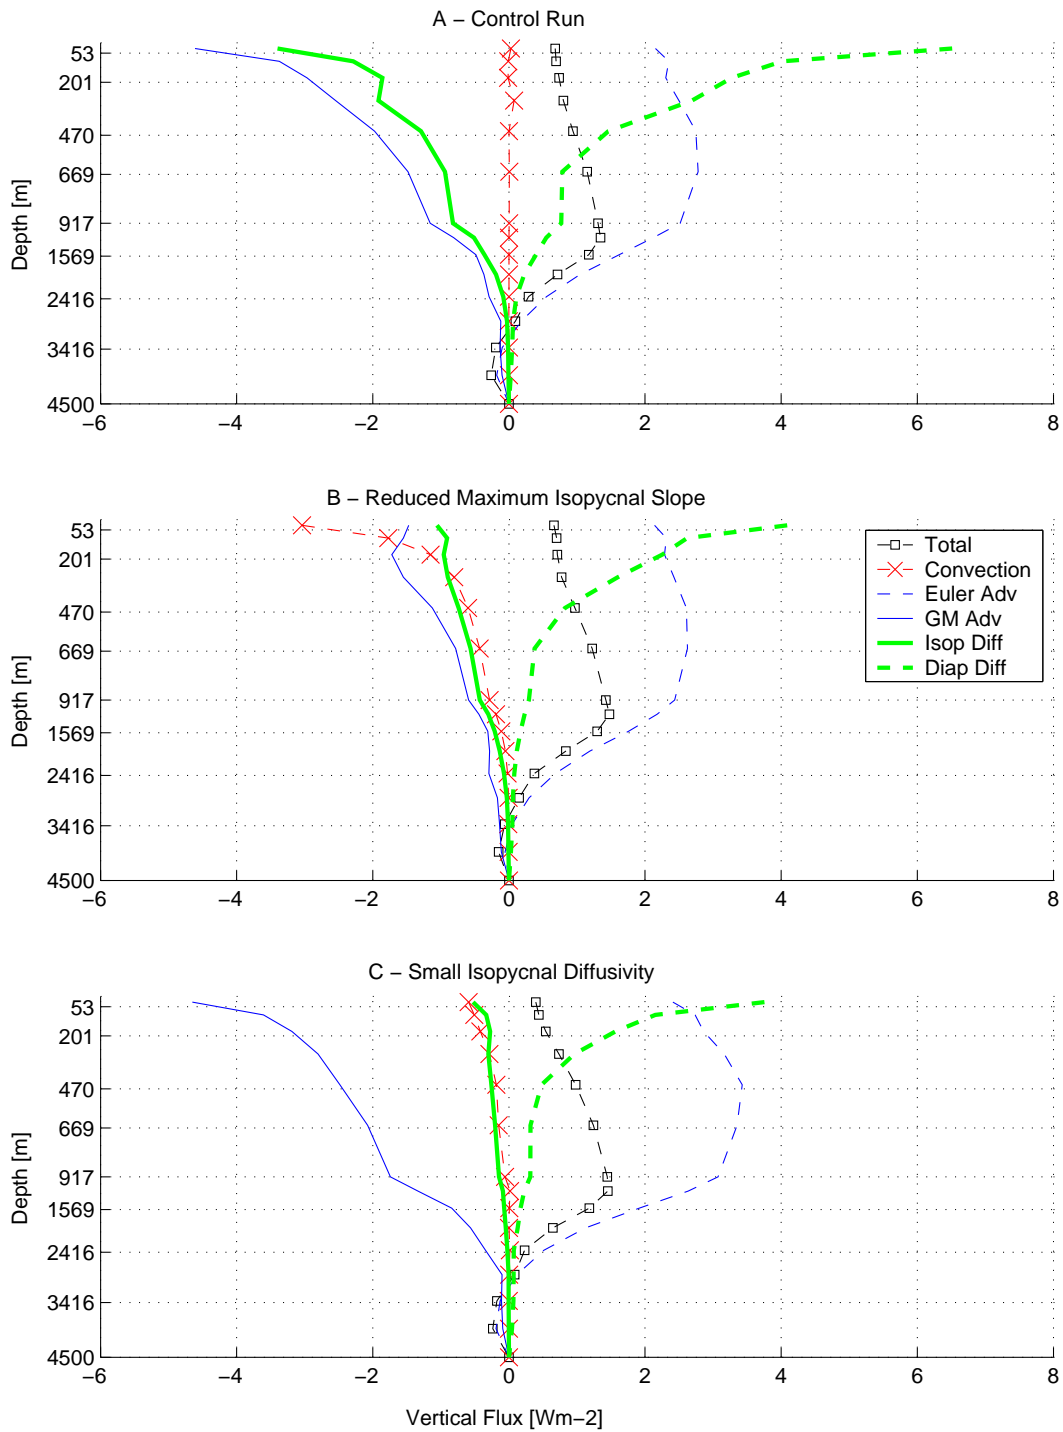 A – Control Run
Depth [m]
53
201
470
669
917
1569
2416
3416
4500
−6 −4 −2 0 2 4 6 8
B – Reduced Maximum Isopycnal Slope
Depth [m]
53
201
470
669
917
1569
2416
3416
4500
−6 −4 −2 0 2 4 6 8
Total
Convection
Euler Adv
GM Adv
Isop Diff
Diap Diff
C – Small Isopycnal Diffusivity
Depth [m]
53
201
470
669
917
1569
2416
3416
4500
−6 −4 −2 0 2 4 6 8
Vertical Flux [Wm−2]